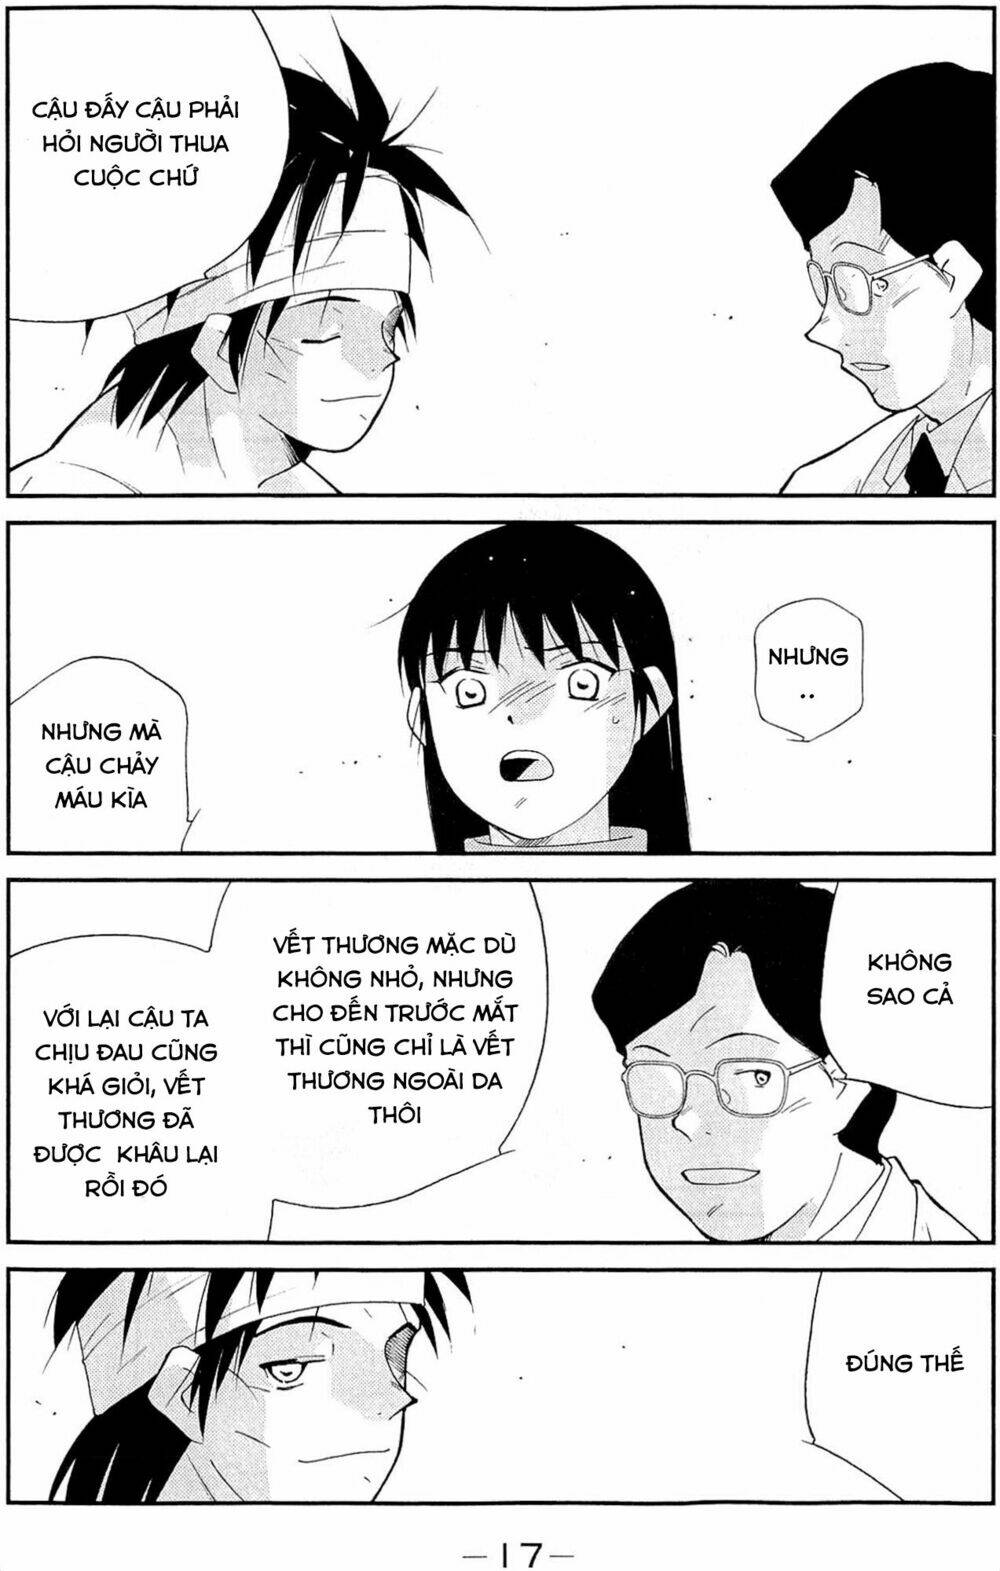 CẬU ĐẤY CẬU PHẢI
HỎI NGƯỜI THUA
CUỘC CHỨ
NHƯNG
..
NHƯNG MÀ
CẬU CHẢY
MÁU KÌA
KHÔNG
SAO CẢ
VẾT THƯƠNG MẶC DÙ
KHÔNG NHỎ, NHƯNG
CHO ĐẾN TRƯỚC MẮT
THÌ CŨNG CHỈ LÀ VẾT
THƯƠNG NGOÀI DA
THÔI
VỚI LẠI CẬU TA
CHỊU ĐAU CŨNG
KHÁ GIỎI, VẾT
THƯƠNG ĐÃ
ĐƯỢC KHÂU LẠI
RỒI ĐÓ
ĐÚNG THẾ
—17—